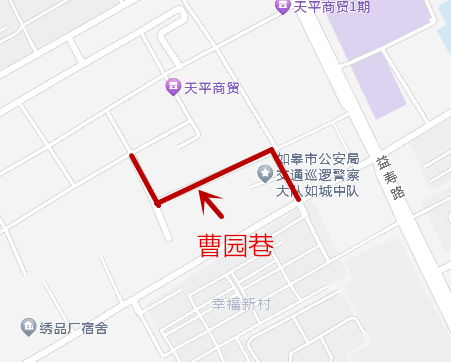 天平商贸1期
天平商贸
如皋市公安局
交通巡逻警察
大队如城中队
益寿路
曹园巷
幸福新村
绣品厂宿舍